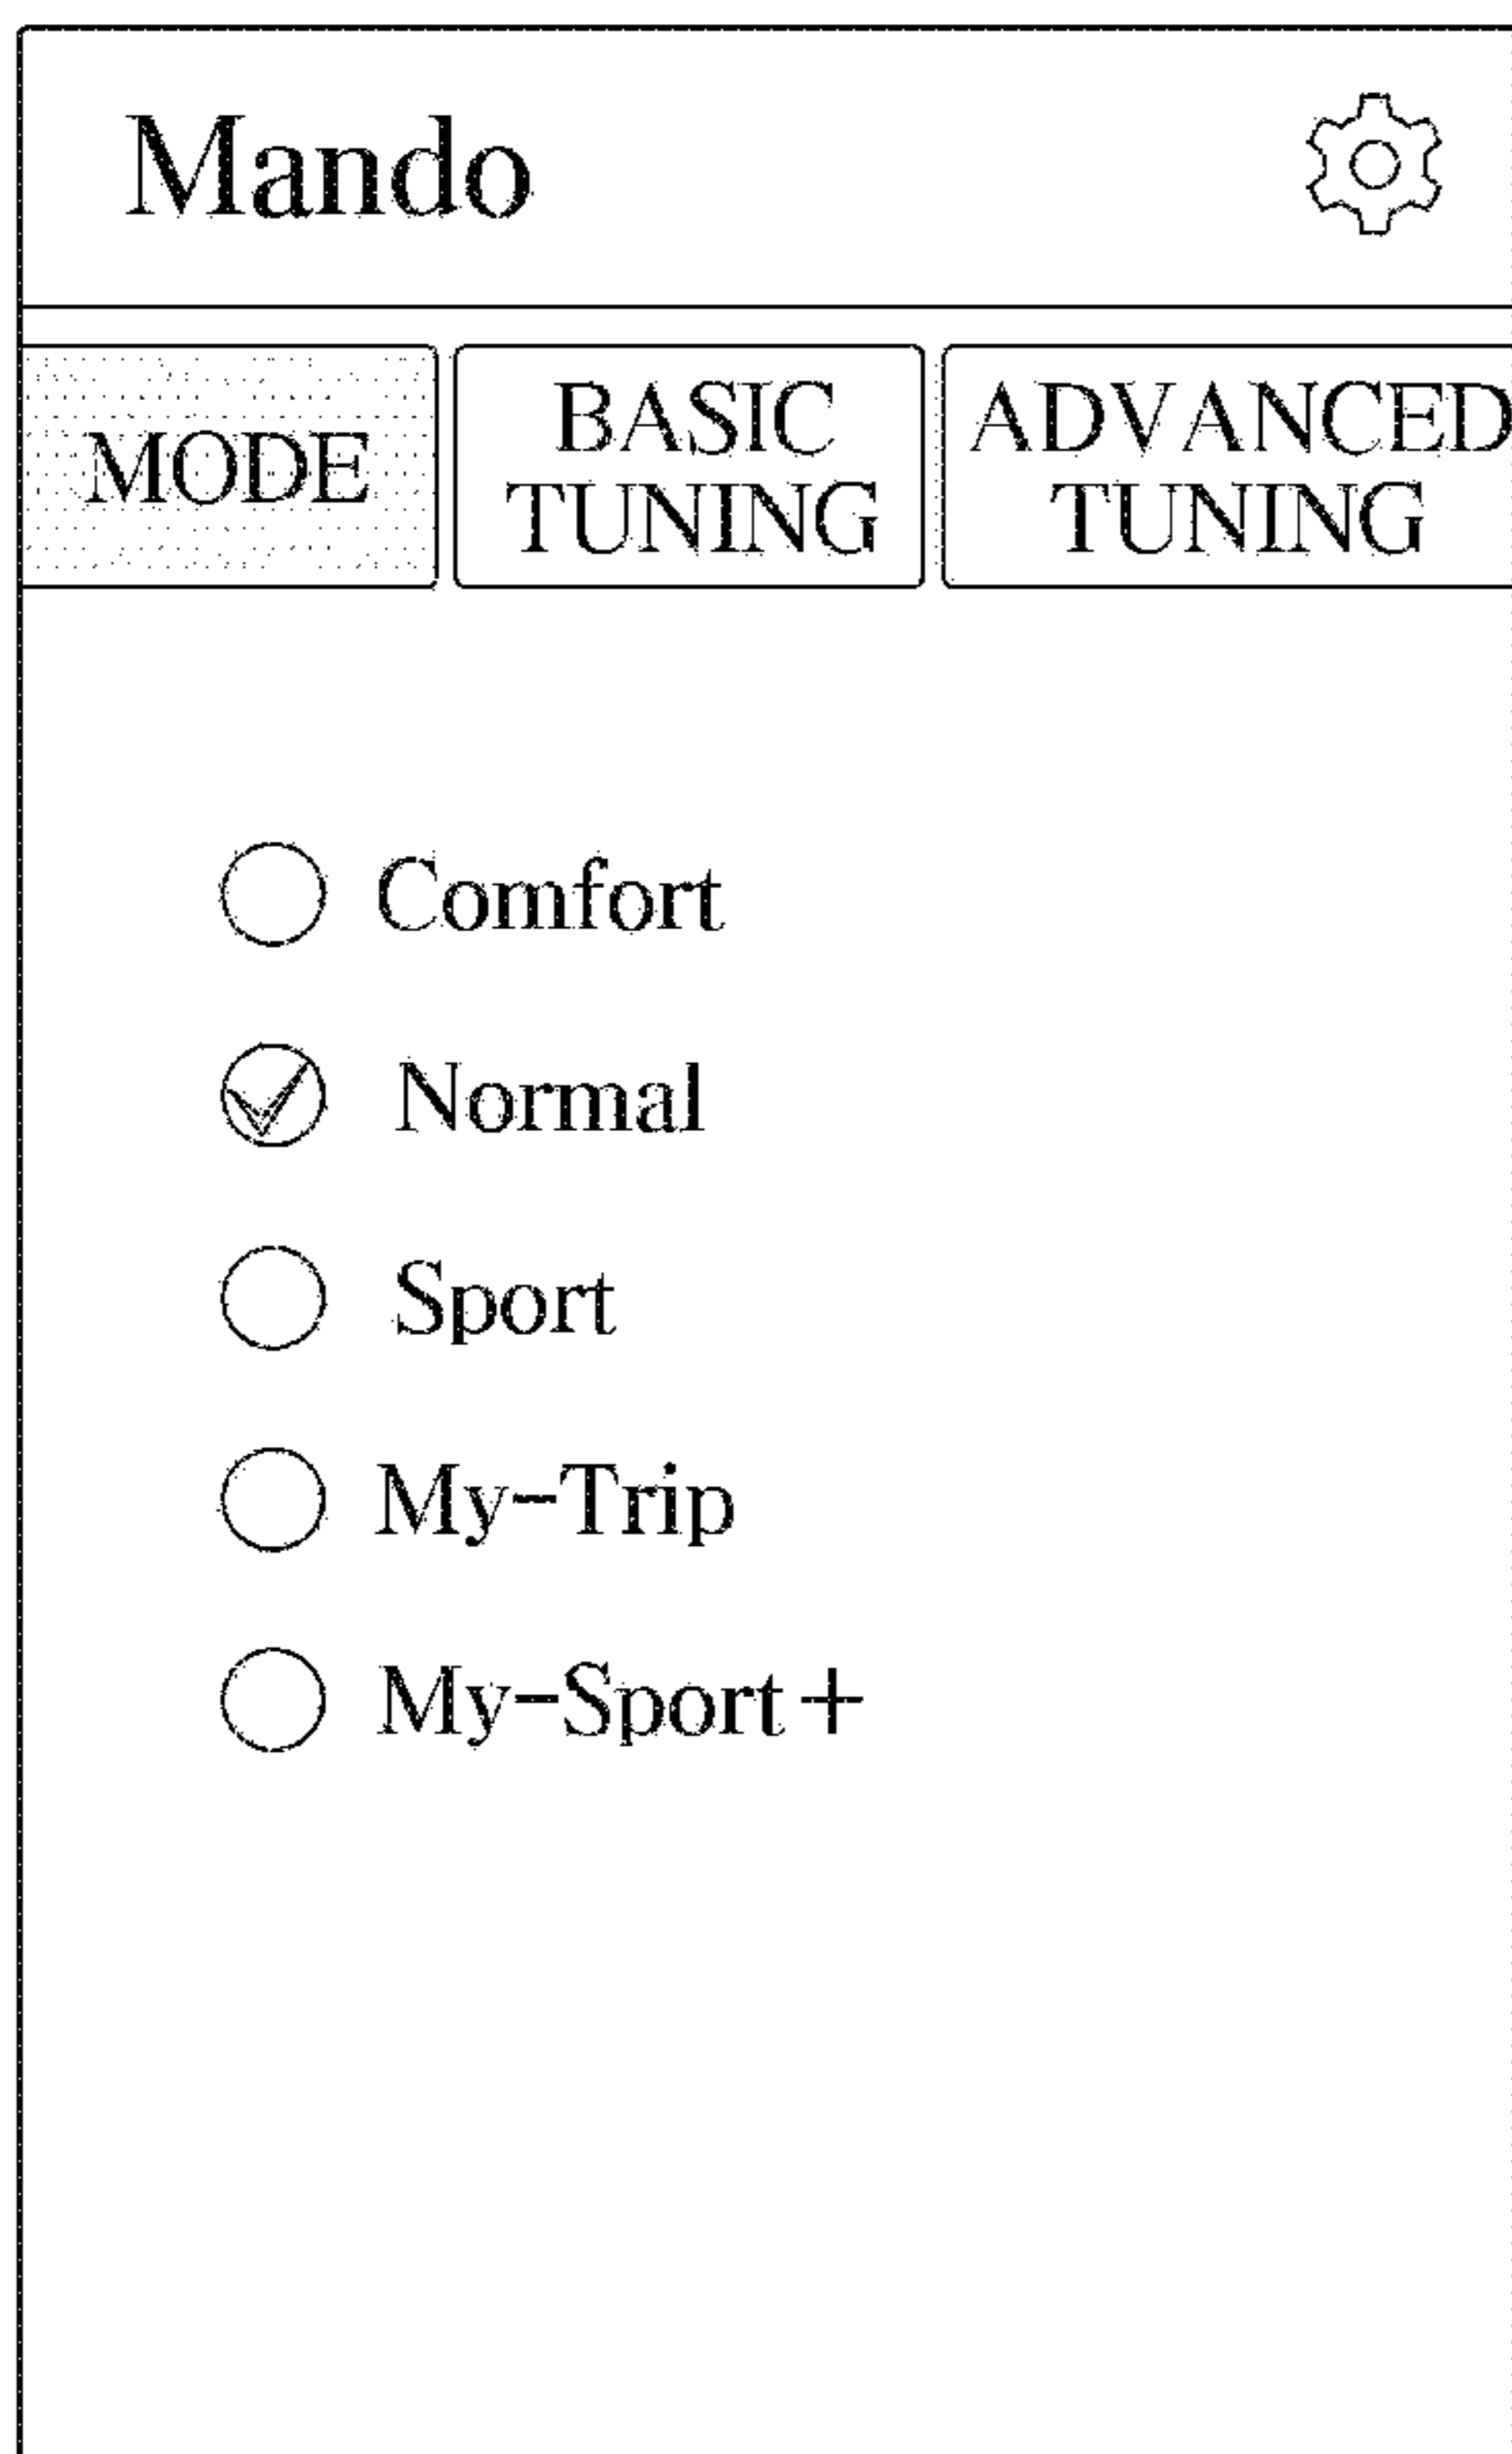 Mando
MODE
BASIC
TUNING
ADVANCED
TUNING
Comfort
Normal
Sport
My-Trip
My-Sport+